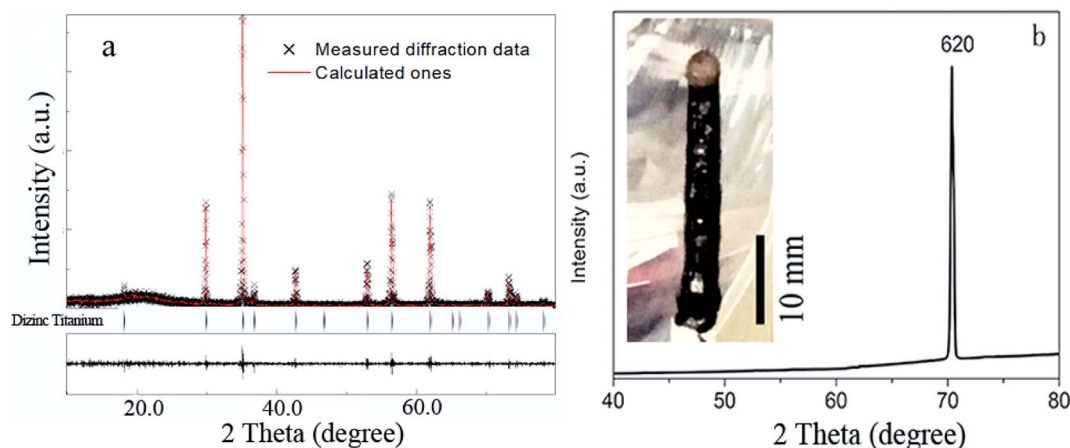 a
Measured diffraction data
Calculated ones
Intensity (a.u.)
Dizinc Titanium
20.0 40.0 60.0
2 Theta (degree)
b
620
10 mm
Intensity (a.u.)
40 50 60 70 80
2 Theta (degree)